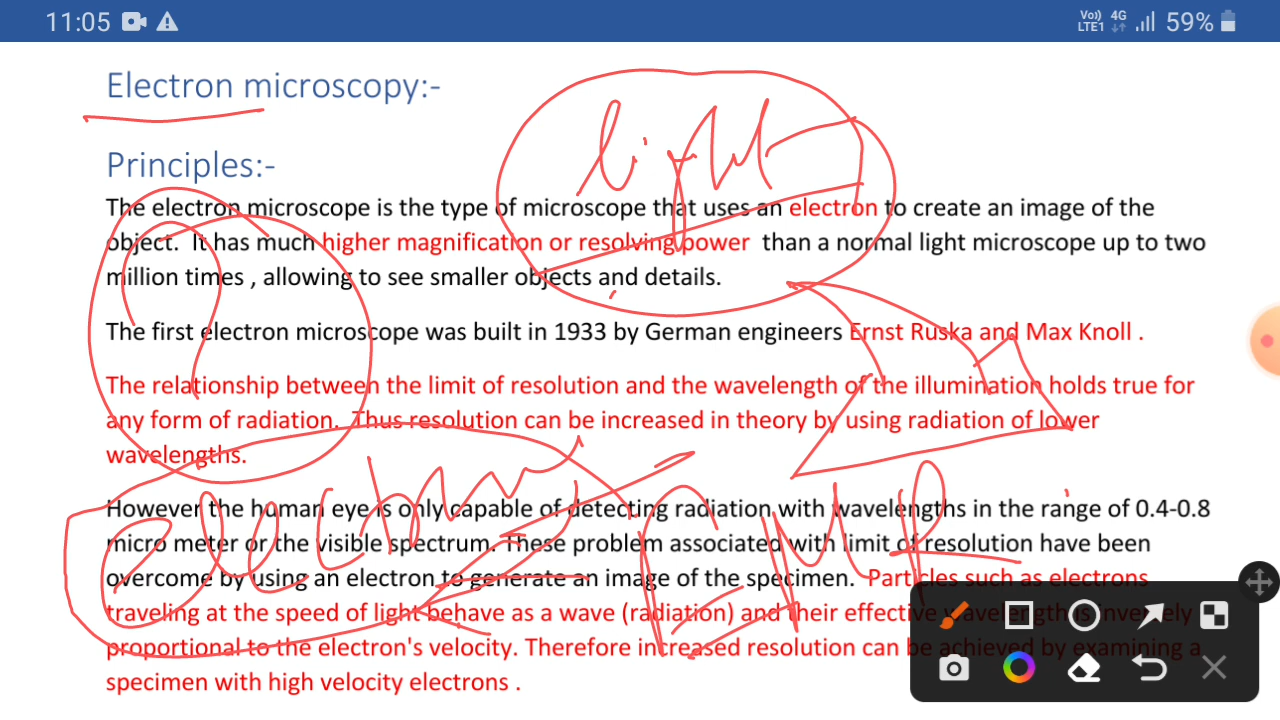 11:05 Vo)) LTE1 4G 59%
Electron microscopy:-
light
Principles:-
The electron microscope is the type of microscope that uses an electron to create an image of the
object. It has much higher magnification or resolving power than a normal light microscope up to two
million times , allowing to see smaller objects and details.
The first electron microscope was built in 1933 by German engineers Ernst Ruska and Max Knoll .
The relationship between the limit of resolution and the wavelength of the illumination holds true for
any form of radiation. Thus resolution can be increased in theory by using radiation of lower
wavelengths.
However the human eye is only capable of detecting radiation with wavelengths in the range of 0.4-0.8
micro meter or the visible spectrum. These problem associated with limit of resolution have been
overcome by using an electron to generate an image of the specimen. Particles such as electrons
traveling at the speed of light behave as a wave (radiation) and their effective wavelength is inversely
proportional to the electron's velocity. Therefore increased resolution can be achieved by examining a
specimen with high velocity electrons .